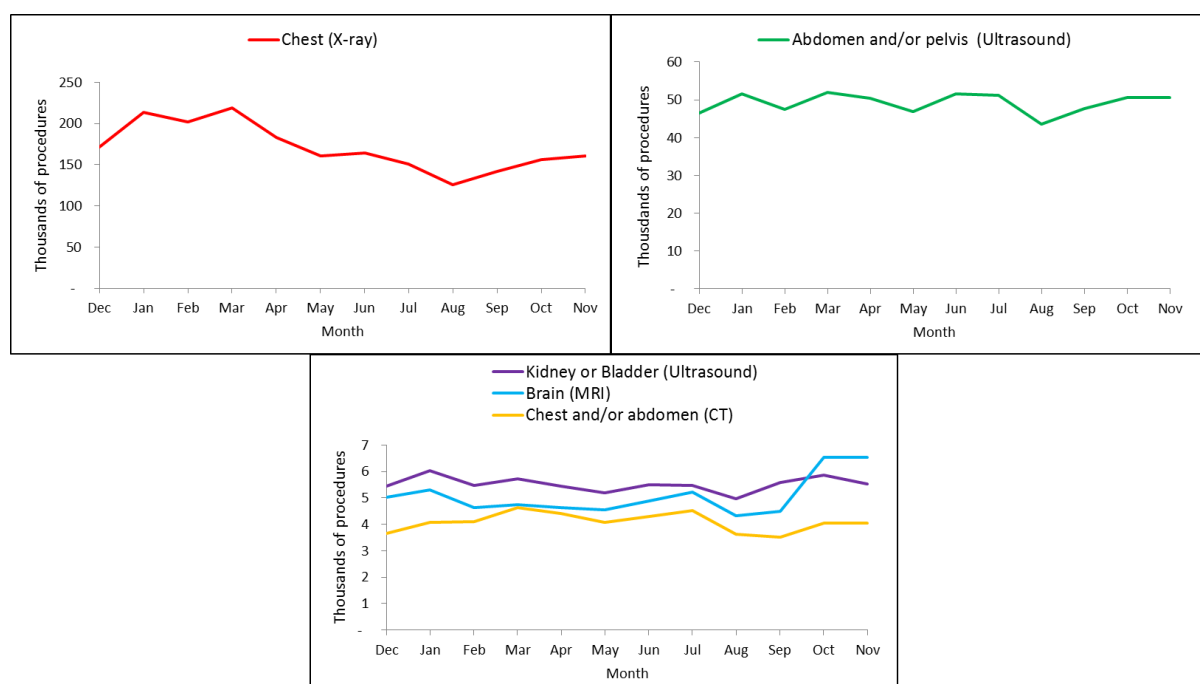 Chest (X-ray)
250
200
150
100
50
-
Thousands of procedures
Dec Jan Feb Mar Apr May Jun Jul Aug Sep Oct Nov
Month
Abdomen and/or pelvis (Ultrasound)
60
50
40
30
20
10
-
Thousdands of procedures
Dec Jan Feb Mar Apr May Jun Jul Aug Sep Oct Nov
Month
Kidney or Bladder (Ultrasound)
Brain (MRI)
Chest and/or abdomen (CT)
7
6
5
4
3
2
1
-
Thousands of procedures
Dec Jan Feb Mar Apr May Jun Jul Aug Sep Oct Nov
Month